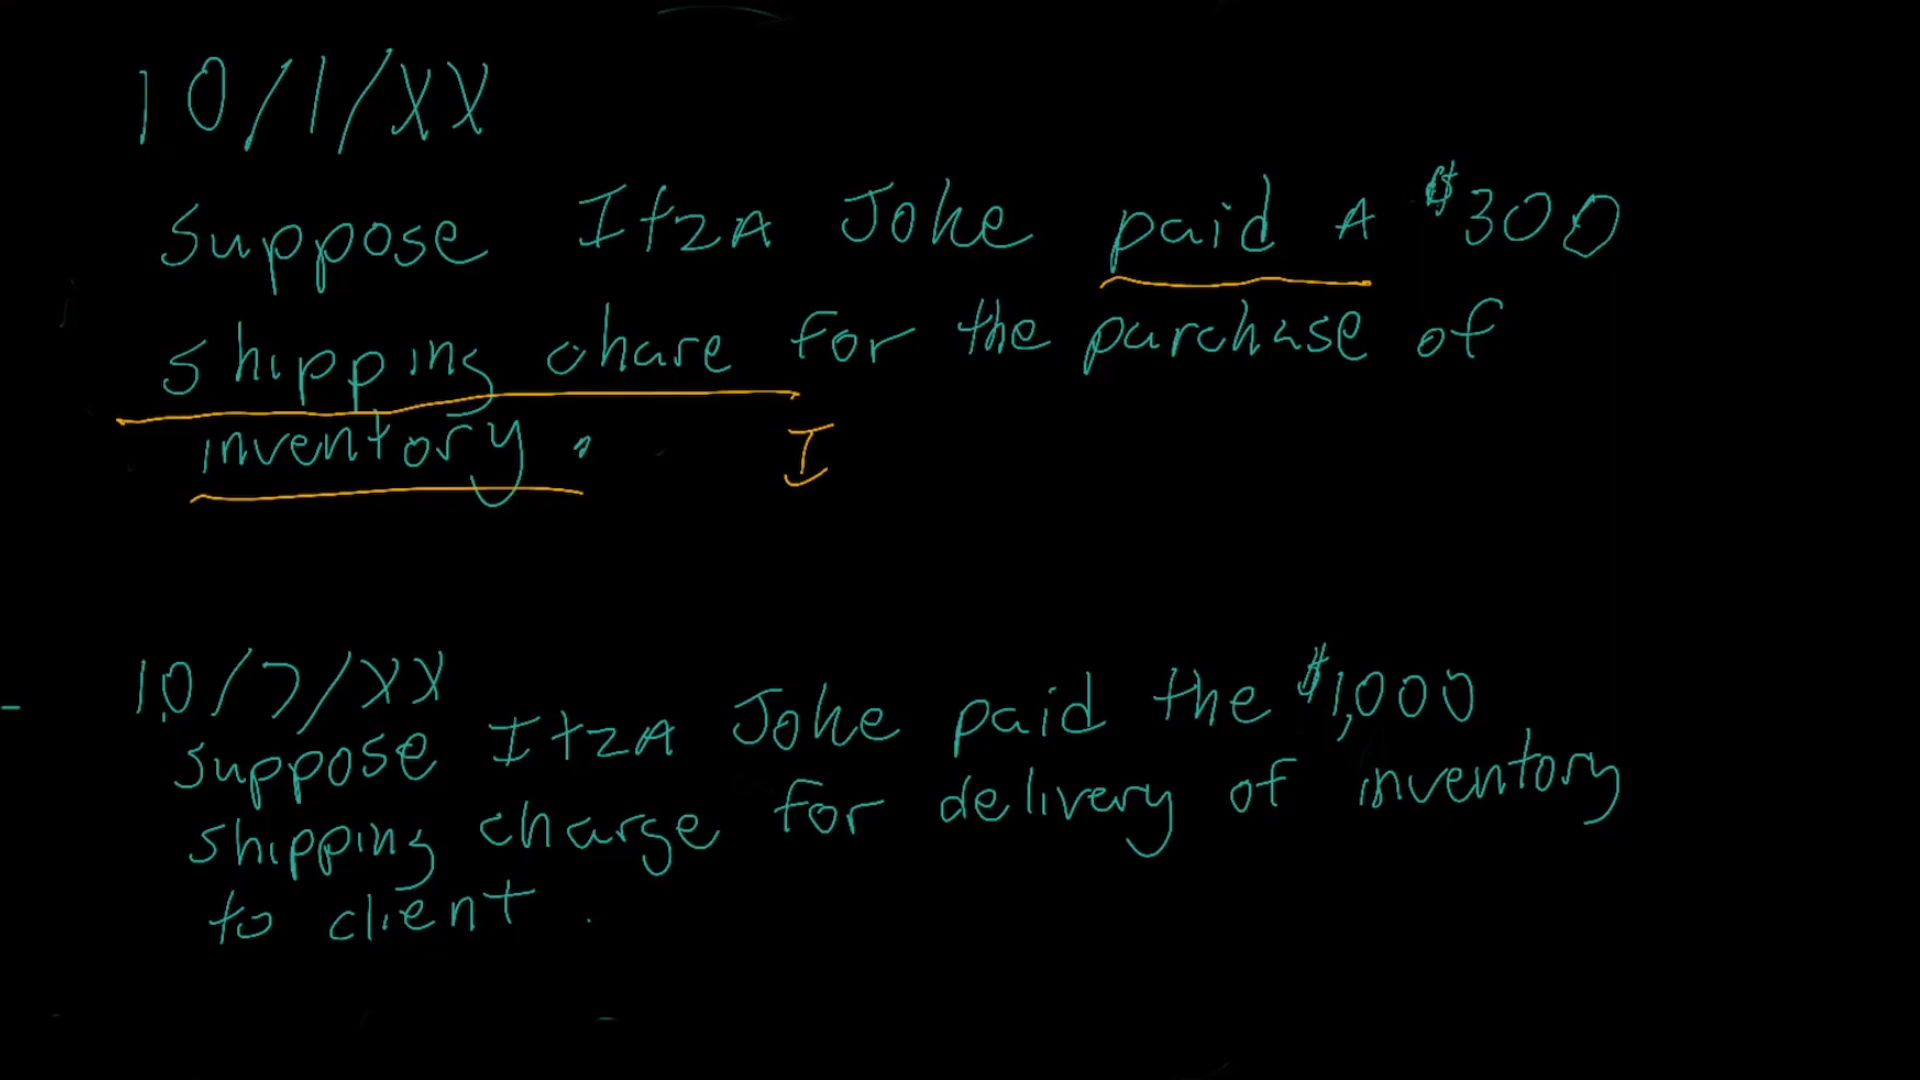 10/1/XX
Suppose ItzA Joke paid A $300
shipping chare for the purchase of
inventory.
I
10/7/XX
Suppose ItzA Joke paid the $1,000
shipping charge for delivery of inventory
to client.